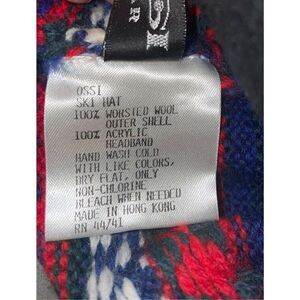 OSSI
SKI HAT
100% WORSTED WOOL
OUTER SHELL
100% ACRYLIC
HEADBAND
HAND WASH COLD
WITH LIKE COLORS,
DRY FLAT, ONLY
NON-CHLORINE
BLEACH WHEN NEEDED
MADE IN HONG KONG
RN 44741